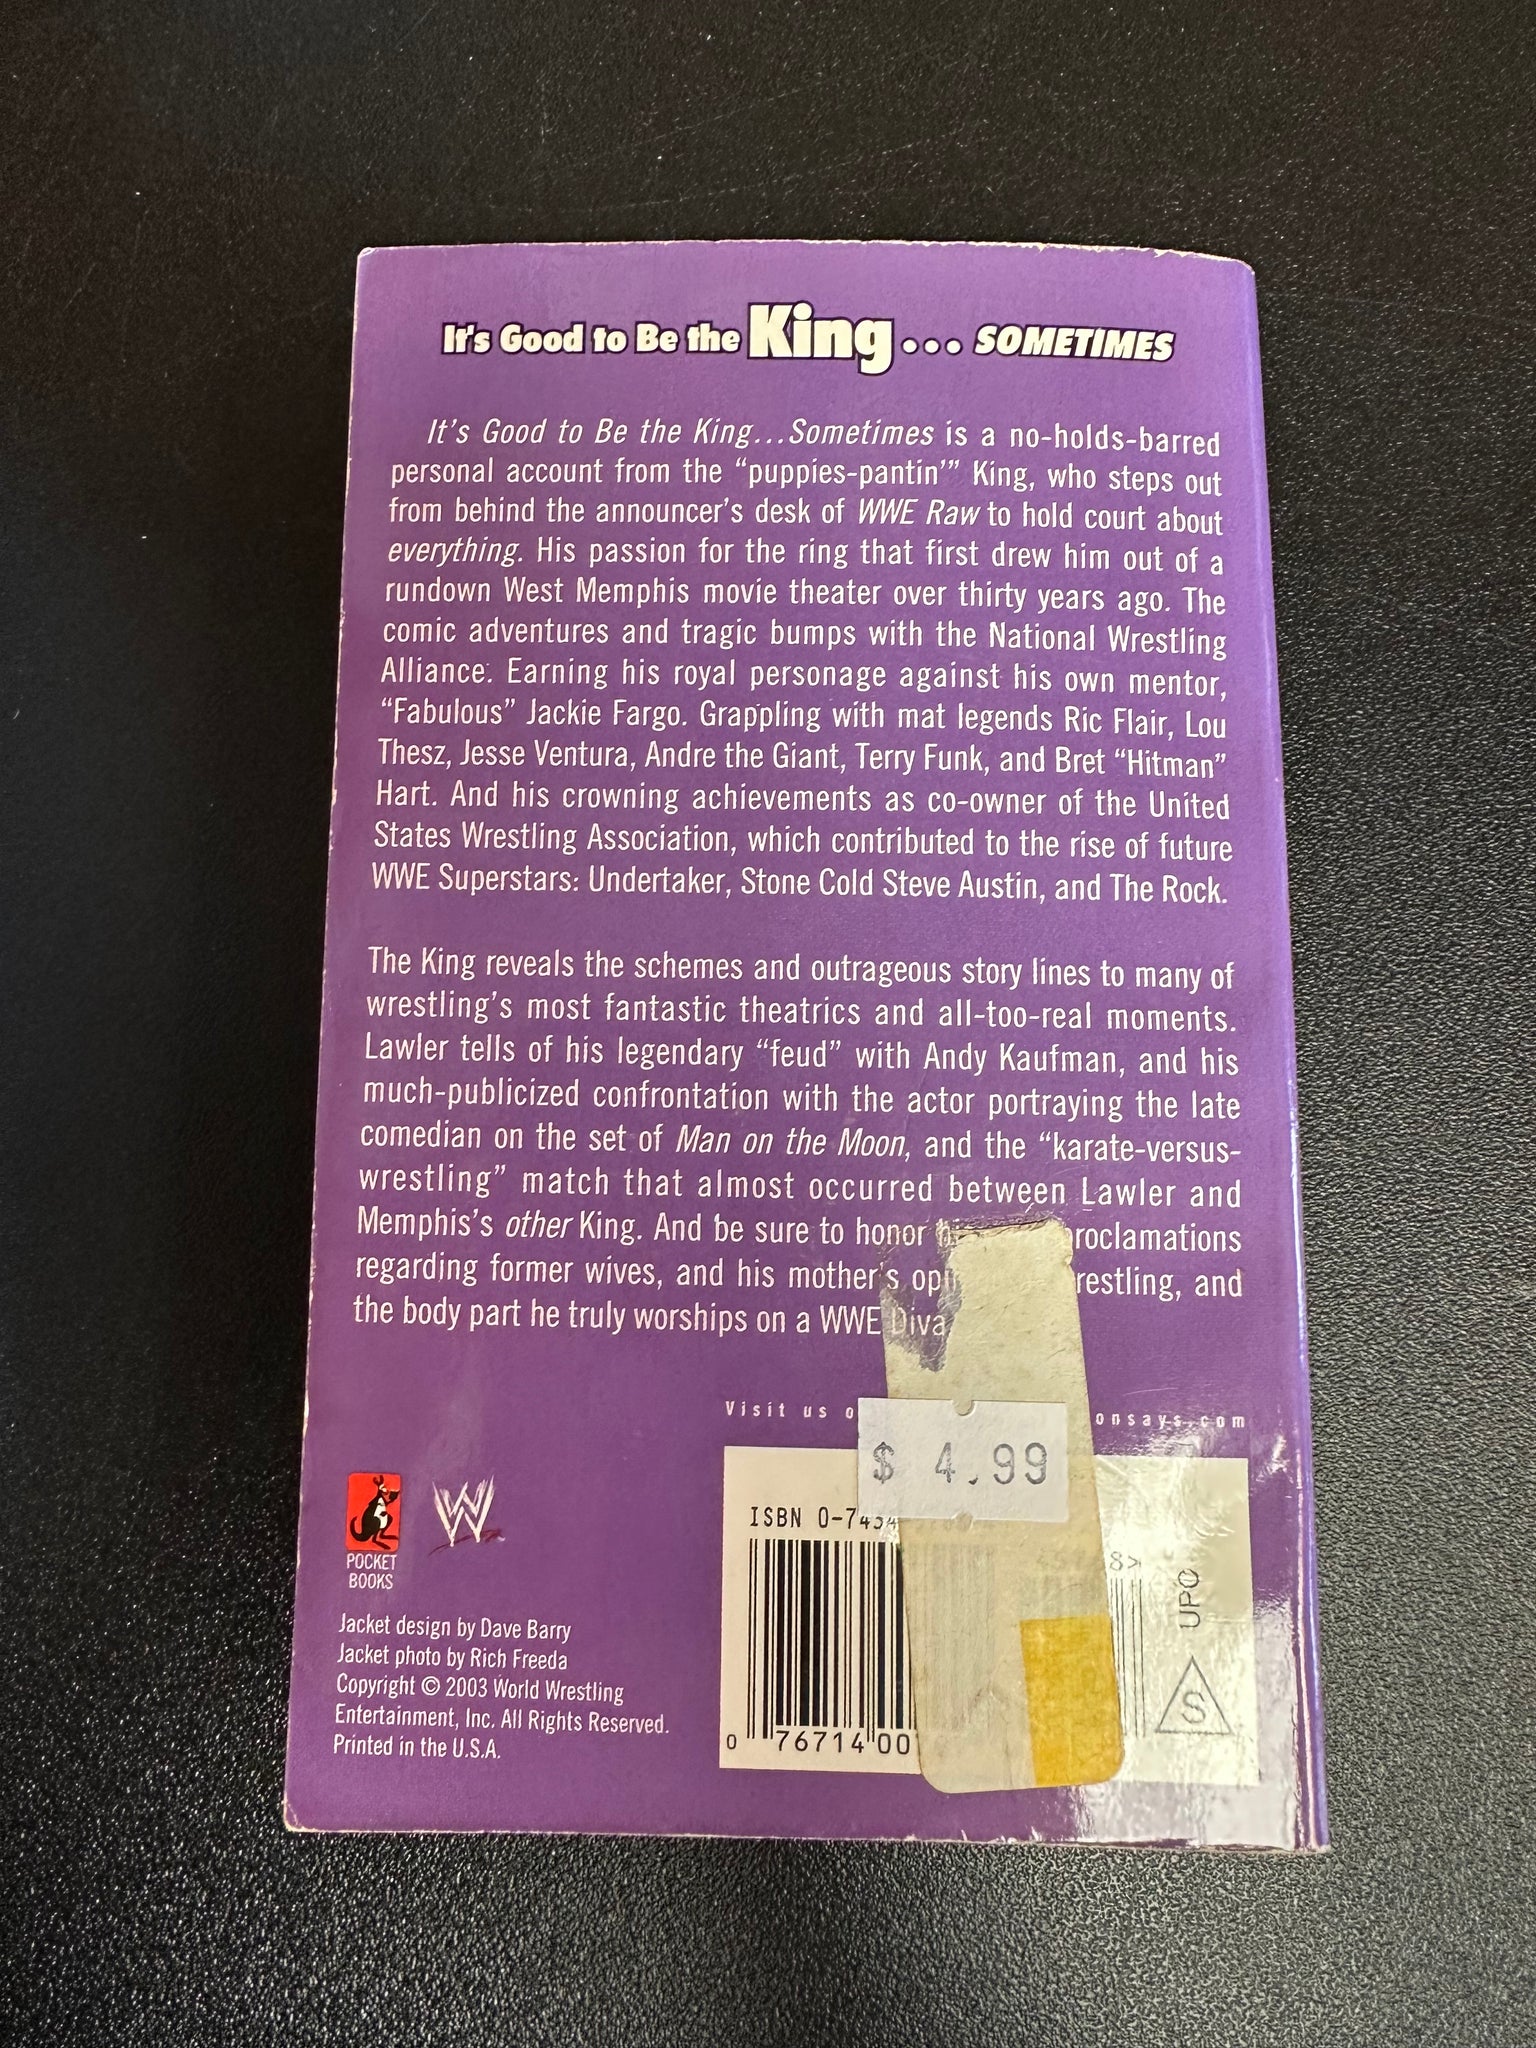 It's Good to Be the King... SOMETIMES
It's Good to Be the King...Sometimes is a no-holds-barred
personal account from the “puppies-pantin'” King, who steps out
from behind the announcer's desk of WWE Raw to hold court about
everything. His passion for the ring that first drew him out of a
rundown West Memphis movie theater over thirty years ago. The
comic adventures and tragic bumps with the National Wrestling
Alliance. Earning his royal personage against his own mentor,
“Fabulous” Jackie Fargo. Grappling with mat legends Ric Flair, Lou
Thesz, Jesse Ventura, Andre the Giant, Terry Funk, and Bret “Hitman”
Hart. And his crowning achievements as co-owner of the United
States Wrestling Association, which contributed to the rise of future
WWE Superstars: Undertaker, Stone Cold Steve Austin, and The Rock.
The King reveals the schemes and outrageous story lines to many of
wrestling's most fantastic theatrics and all-too-real moments.
Lawler tells of his legendary “feud” with Andy Kaufman, and his
much-publicized confrontation with the actor portraying the late
comedian on the set of Man on the Moon, and the “karate-versus-
wrestling” match that almost occurred between Lawler and
Memphis's other King. And be sure to honor roclamations
regarding former wives, and his mother's op restling, and
the body part he truly worships on a WWE Diva
Visit us o onsays.com
$ 4.99
ISBN 0-7434
8>
UPC
S
0 76714 00
W
POCKET
BOOKS
Jacket design by Dave Barry
Jacket photo by Rich Freeda
Copyright © 2003 World Wrestling
Entertainment, Inc. All Rights Reserved.
Printed in the U.S.A.